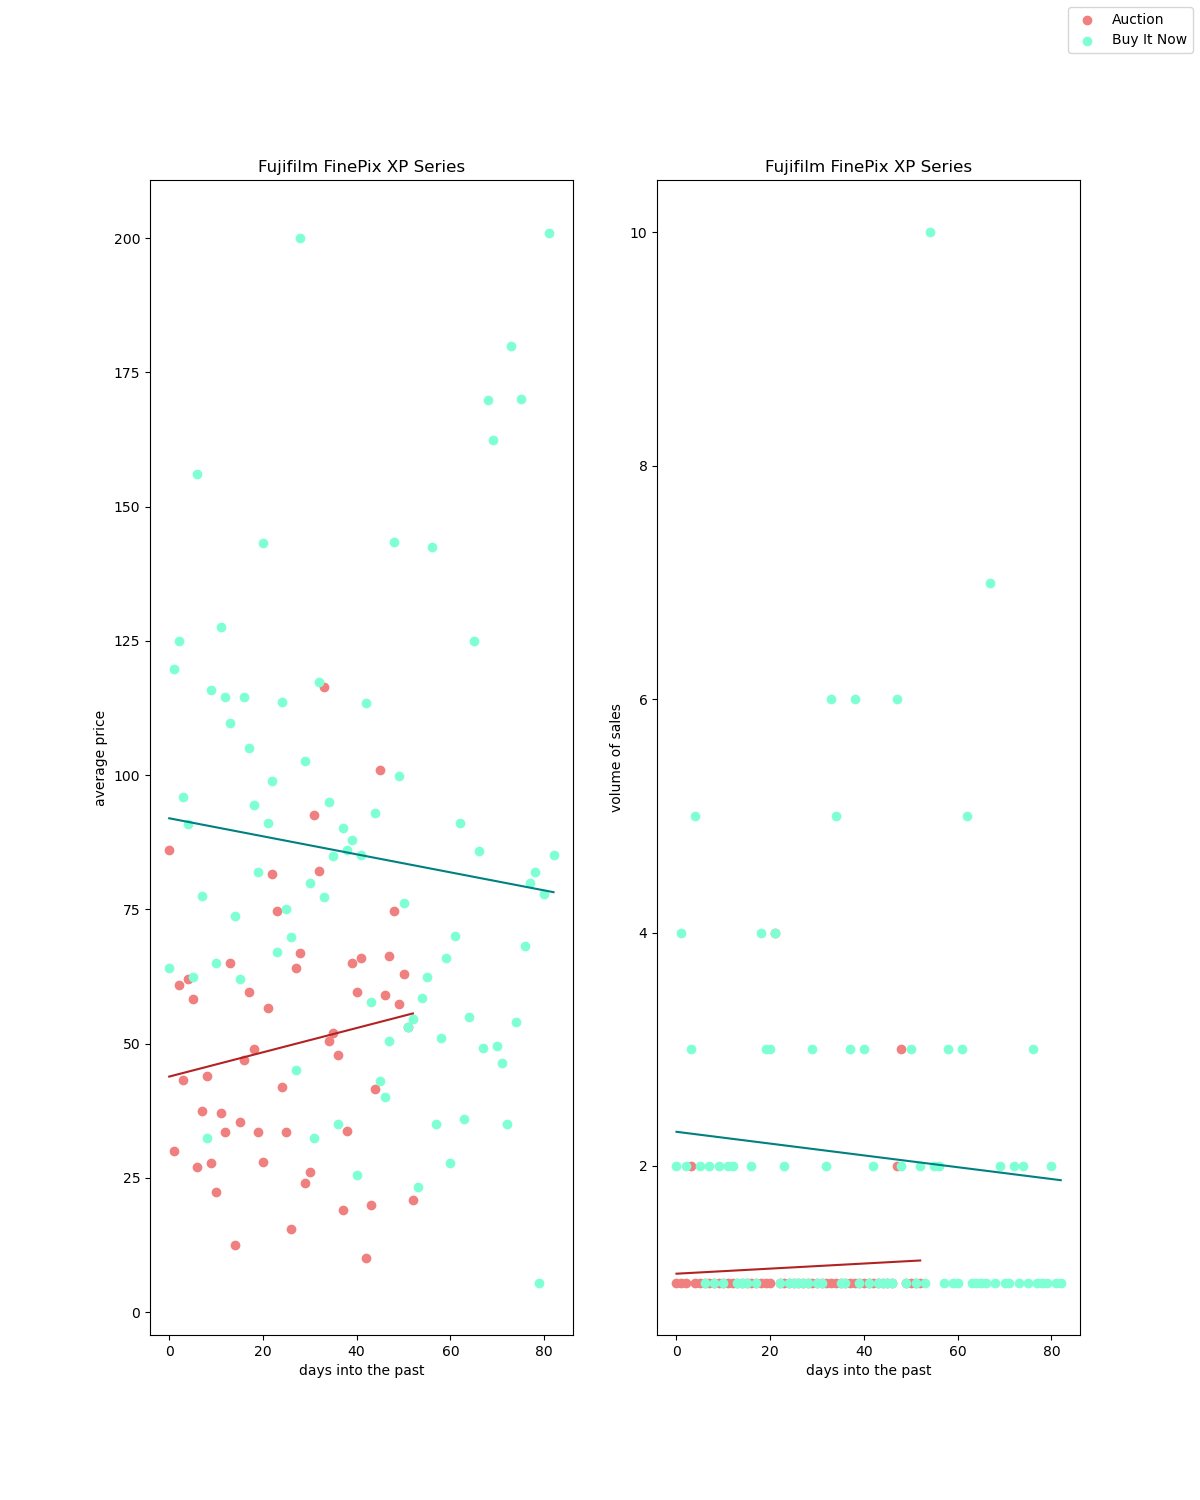 Auction
Buy It Now
Fujifilm FinePix XP Series
average price
200
175
150
125
100
75
50
25
0
0 20 40 60 80
days into the past
Fujifilm FinePix XP Series
volume of sales
10
8
6
4
2
0 20 40 60 80
days into the past